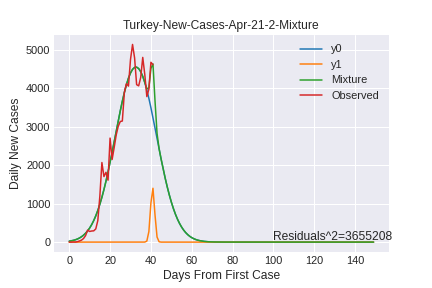 Turkey-New-Cases-Apr-21-2-Mixture
y0
y1
Mixture
Observed
5000
4000
3000
2000
1000
0
Daily New Cases
Residuals^2=3655208
0 20 40 60 80 100 120 140
Days From First Case